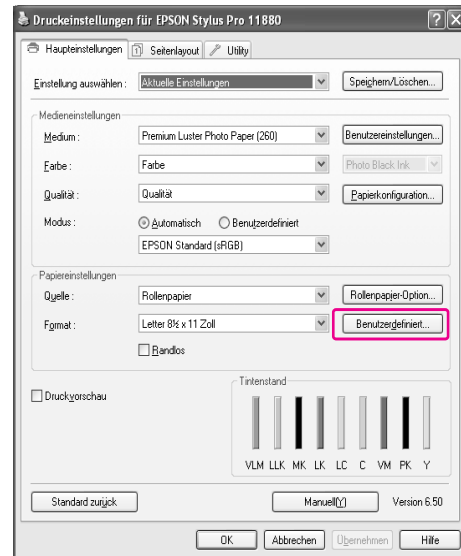 Druckeinstellungen für EPSON Stylus Pro 11880
Haupteinstellungen Seitenlayout Utility
Einstellung auswählen : Aktuelle Einstellungen Speichern/Löschen...
Medieneinstellungen
Medium : Premium Luster Photo Paper (260) Benutzereinstellungen...
Farbe : Farbe Photo Black Ink
Qualität : Qualität Papierkonfiguration...
Modus : Automatisch Benutzerdefiniert
EPSON Standard (sRGB)
Papiereinstellungen
Quelle : Rollenpapier Rollenpapier-Option...
Format : Letter 8½ x 11 Zoll Benutzerdefiniert...
Randlos
Druckvorschau
Tintenstand
VLM LLK MK LK LC C VM PK Y
Standard zurück Manuell(Y) Version 6.50
OK Abbrechen Übernehmen Hilfe